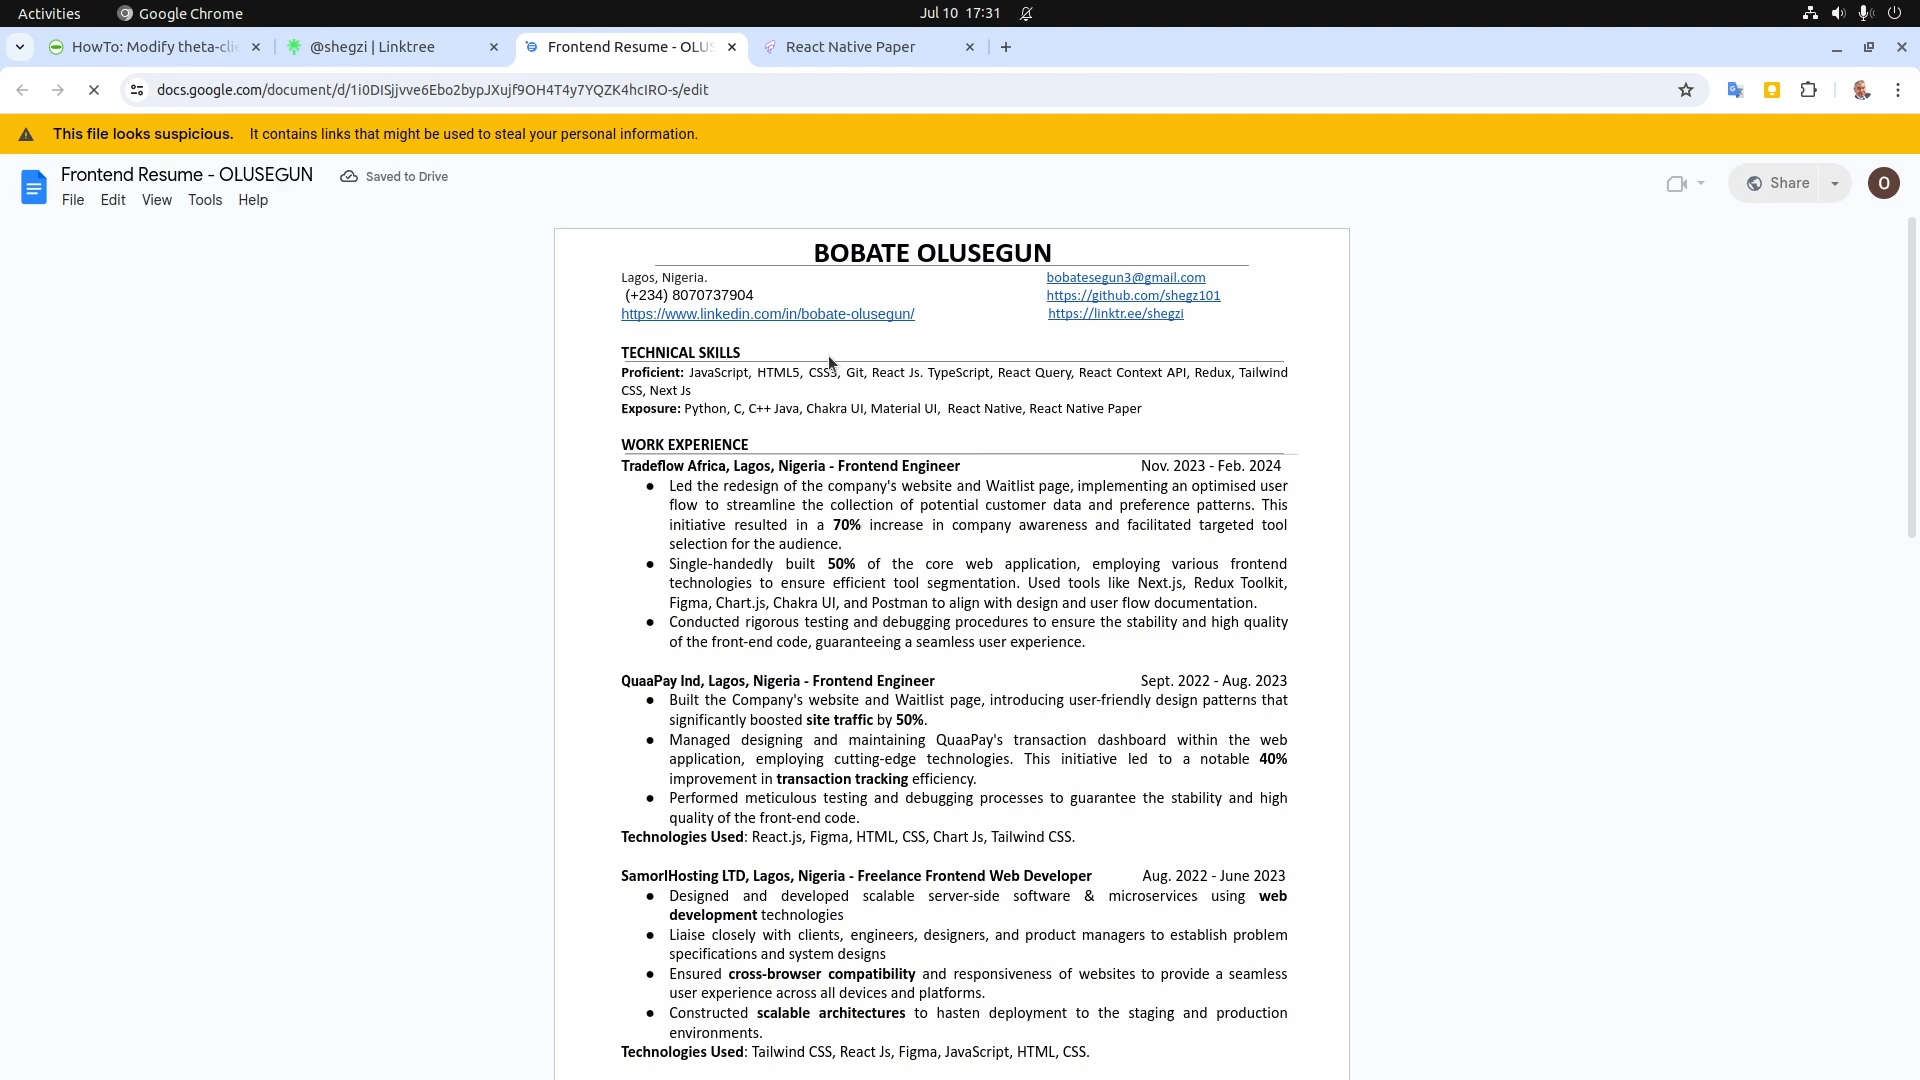 Activities Google Chrome Jul 10 17:31
HowTo: Modify theta-clie @shegzi | Linktree Frontend Resume - OLUS React Native Paper
docs.google.com/document/d/1i0DISjjvve6Ebo2bypJXujf9OH4T4y7YQZK4hcIRO-s/edit
This file looks suspicious. It contains links that might be used to steal your personal information.
Frontend Resume - OLUSEGUN Saved to Drive
Share
O
File Edit View Tools Help
BOBATE OLUSEGUN
Lagos, Nigeria. bobatesegun3@gmail.com
(+234) 8070737904 https://github.com/shegz101
https://www.linkedin.com/in/bobate-olusegun/ https://linktr.ee/shegzi
TECHNICAL SKILLS
Proficient: JavaScript, HTML5, CSS3, Git, React Js. TypeScript, React Query, React Context API, Redux, Tailwind
CSS, Next Js
Exposure: Python, C, C++ Java, Chakra UI, Material UI, React Native, React Native Paper
WORK EXPERIENCE
Tradeflow Africa, Lagos, Nigeria - Frontend Engineer Nov. 2023 - Feb. 2024
● Led the redesign of the company's website and Waitlist page, implementing an optimised user
flow to streamline the collection of potential customer data and preference patterns. This
initiative resulted in a 70% increase in company awareness and facilitated targeted tool
selection for the audience.
● Single-handedly built 50% of the core web application, employing various frontend
technologies to ensure efficient tool segmentation. Used tools like Next.js, Redux Toolkit,
Figma, Chart.js, Chakra UI, and Postman to align with design and user flow documentation.
● Conducted rigorous testing and debugging procedures to ensure the stability and high quality
of the front-end code, guaranteeing a seamless user experience.
QuaaPay Ind, Lagos, Nigeria - Frontend Engineer Sept. 2022 - Aug. 2023
● Built the Company's website and Waitlist page, introducing user-friendly design patterns that
significantly boosted site traffic by 50%.
● Managed designing and maintaining QuaaPay's transaction dashboard within the web
application, employing cutting-edge technologies. This initiative led to a notable 40%
improvement in transaction tracking efficiency.
● Performed meticulous testing and debugging processes to guarantee the stability and high
quality of the front-end code.
Technologies Used: React.js, Figma, HTML, CSS, Chart Js, Tailwind CSS.
SamorlHosting LTD, Lagos, Nigeria - Freelance Frontend Web Developer Aug. 2022 - June 2023
● Designed and developed scalable server-side software & microservices using web
development technologies
● Liaise closely with clients, engineers, designers, and product managers to establish problem
specifications and system designs
● Ensured cross-browser compatibility and responsiveness of websites to provide a seamless
user experience across all devices and platforms.
● Constructed scalable architectures to hasten deployment to the staging and production
environments.
Technologies Used: Tailwind CSS, React Js, Figma, JavaScript, HTML, CSS.